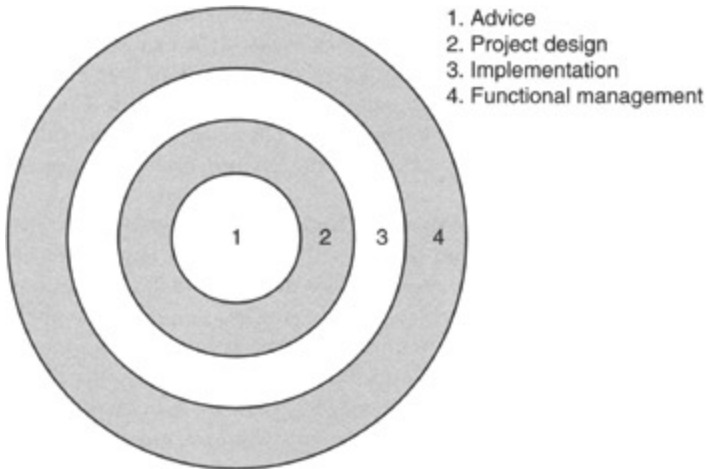 1. Advice
2. Project design
3. Implementation
4. Functional management
1 2 3 4